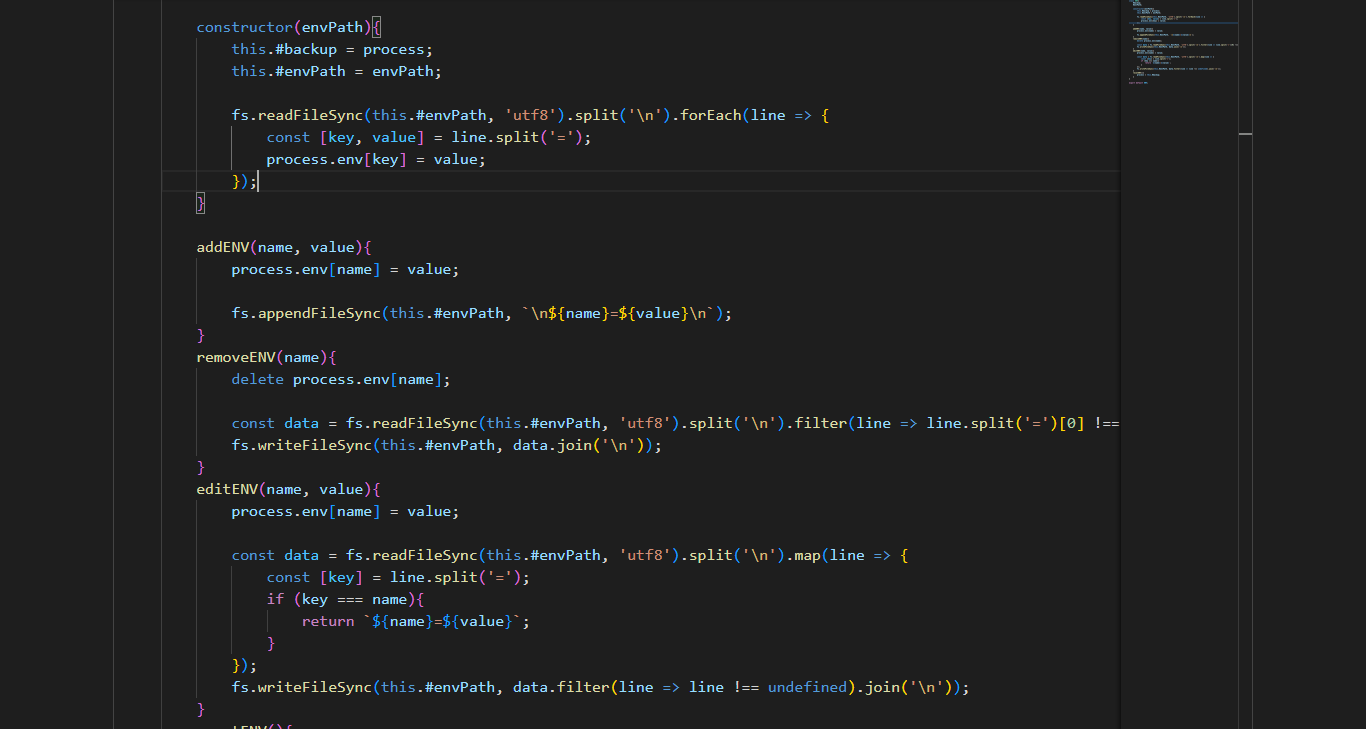 constructor(envPath){
this.#backup = process;
this.#envPath = envPath;
fs.readFileSync(this.#envPath, 'utf8').split('\n').forEach(line => {
const [key, value] = line.split('=');
process.env[key] = value;
});
}
addENV(name, value){
process.env[name] = value;
fs.appendFileSync(this.#envPath, `\n${name}=${value}\n`);
}
removeENV(name){
delete process.env[name];
const data = fs.readFileSync(this.#envPath, 'utf8').split('\n').filter(line => line.split('=')[0] !==
fs.writeFileSync(this.#envPath, data.join('\n'));
}
editENV(name, value){
process.env[name] = value;
const data = fs.readFileSync(this.#envPath, 'utf8').split('\n').map(line => {
const [key] = line.split('=');
if (key === name){
return `${name}=${value}`;
}
});
fs.writeFileSync(this.#envPath, data.filter(line => line !== undefined).join('\n'));
}